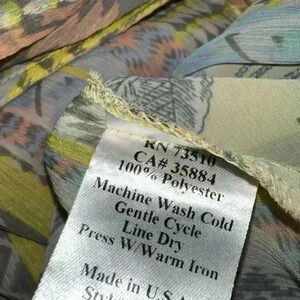 RN 73510
CA# 35884
100% Polyester
Machine Wash Cold
Gentle Cycle
Line Dry
Press W/Warm Iron
Made in U.S.A